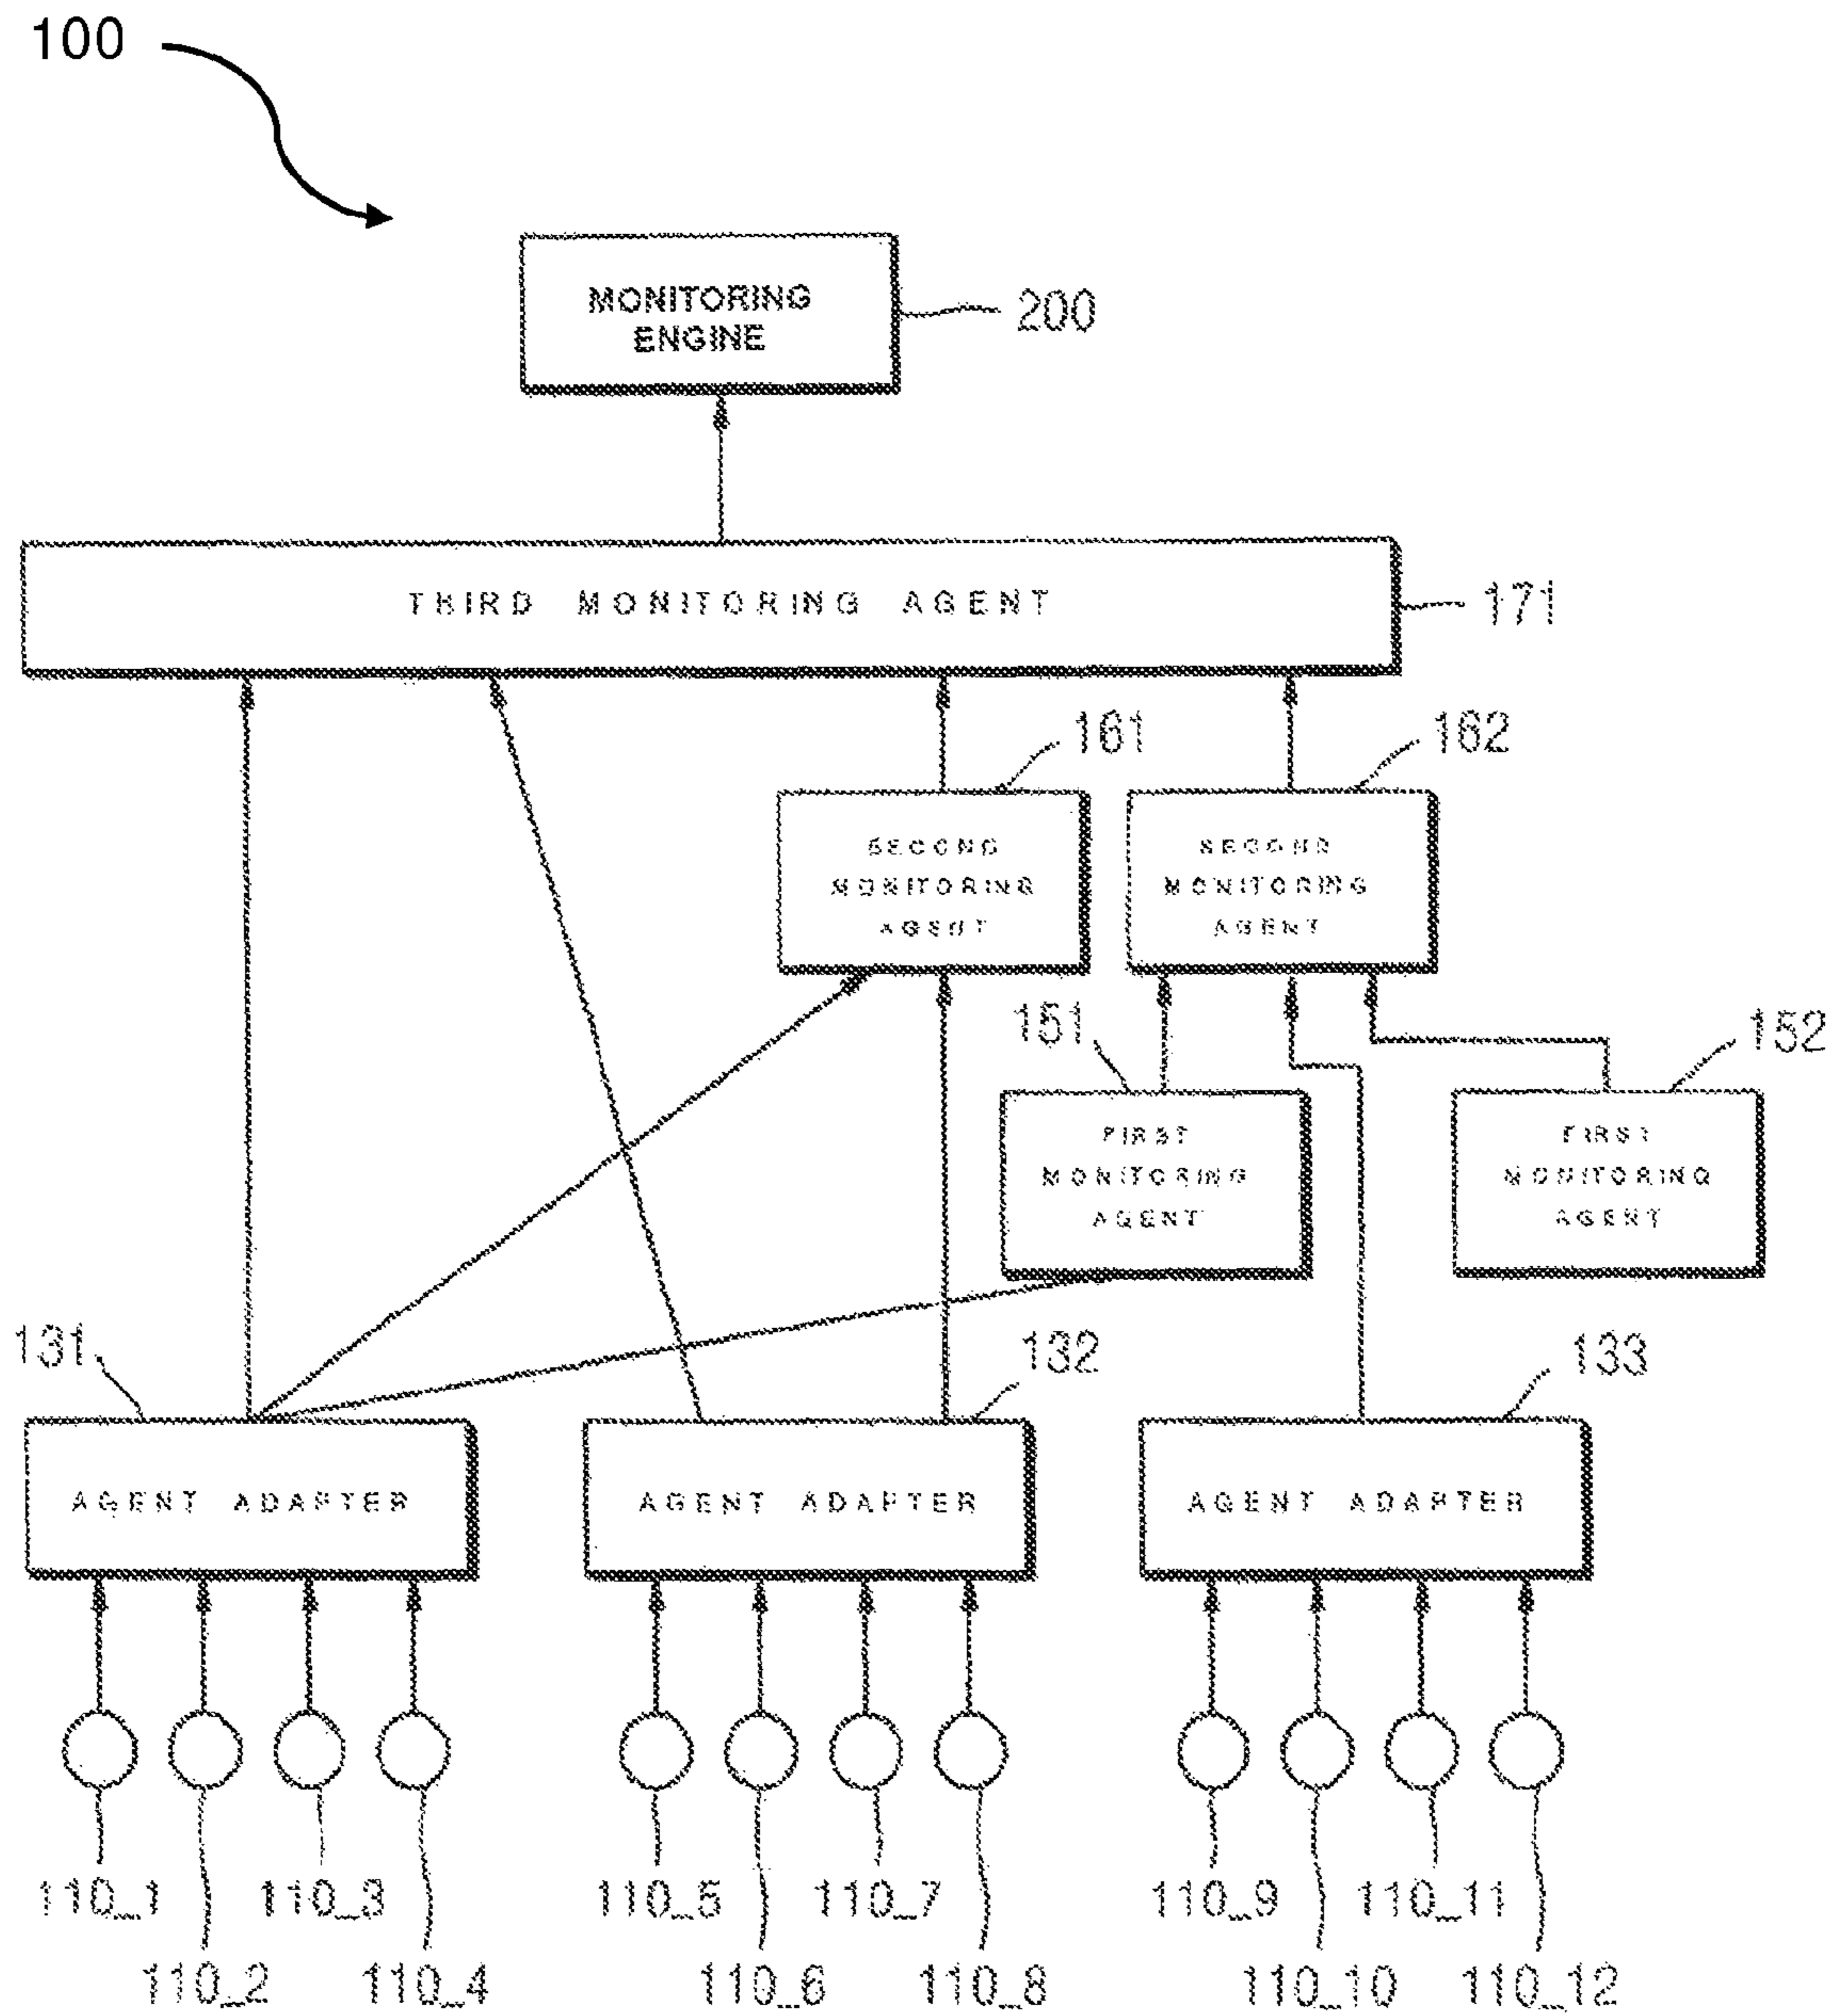 100
MONITORING
ENGINE
200
THIRD MONITORING AGENT
171
161
162
SECOND
MONITORING
AGENT
SECOND
MONITORING
AGENT
151
152
FIRST
MONITORING
AGENT
FIRST
MONITORING
AGENT
131
132
133
AGENT ADAPTER
AGENT ADAPTER
AGENT ADAPTER
110_1
110_3
110_5
110_7
110_9
110_11
110_2
110_4
110_6
110_8
110_10
110_12